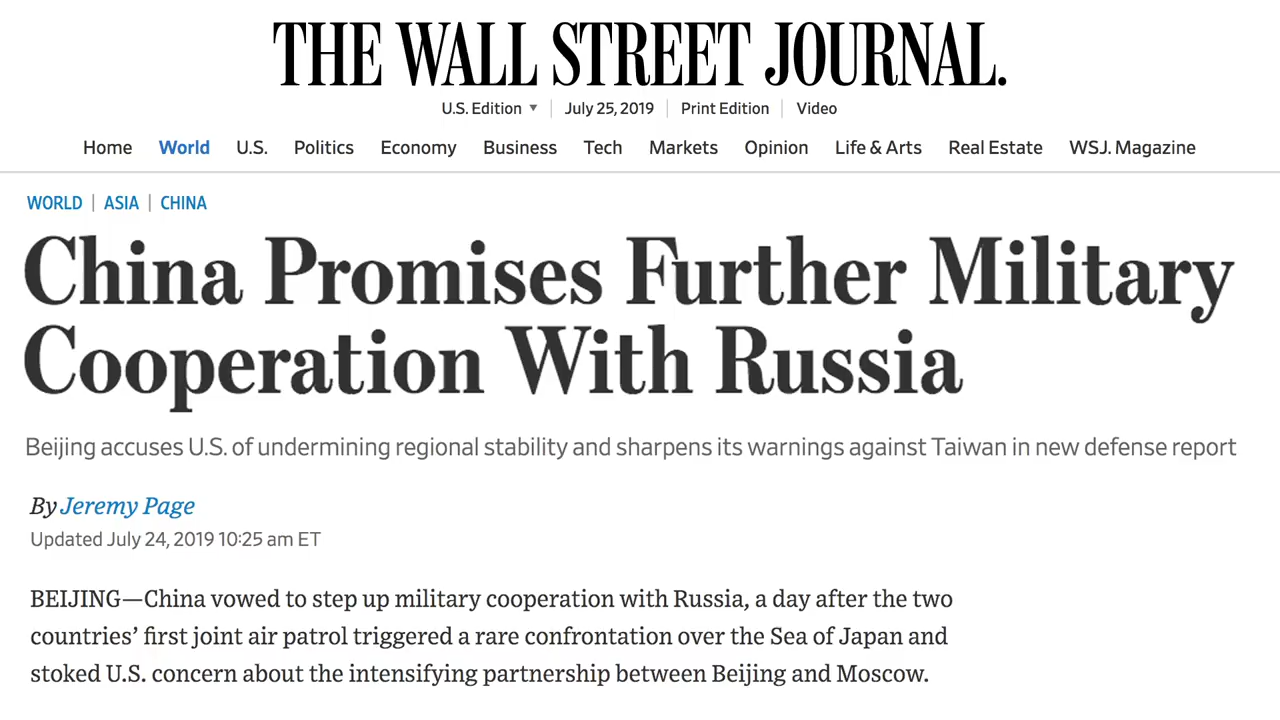 THE WALL STREET JOURNAL.
U.S. Edition ▼ | July 25, 2019 | Print Edition | Video
Home World U.S. Politics Economy Business Tech Markets Opinion Life & Arts Real Estate WSJ. Magazine
WORLD | ASIA | CHINA
China Promises Further Military
Cooperation With Russia
Beijing accuses U.S. of undermining regional stability and sharpens its warnings against Taiwan in new defense report
By Jeremy Page
Updated July 24, 2019 10:25 am ET
BEIJING—China vowed to step up military cooperation with Russia, a day after the two
countries’ first joint air patrol triggered a rare confrontation over the Sea of Japan and
stoked U.S. concern about the intensifying partnership between Beijing and Moscow.